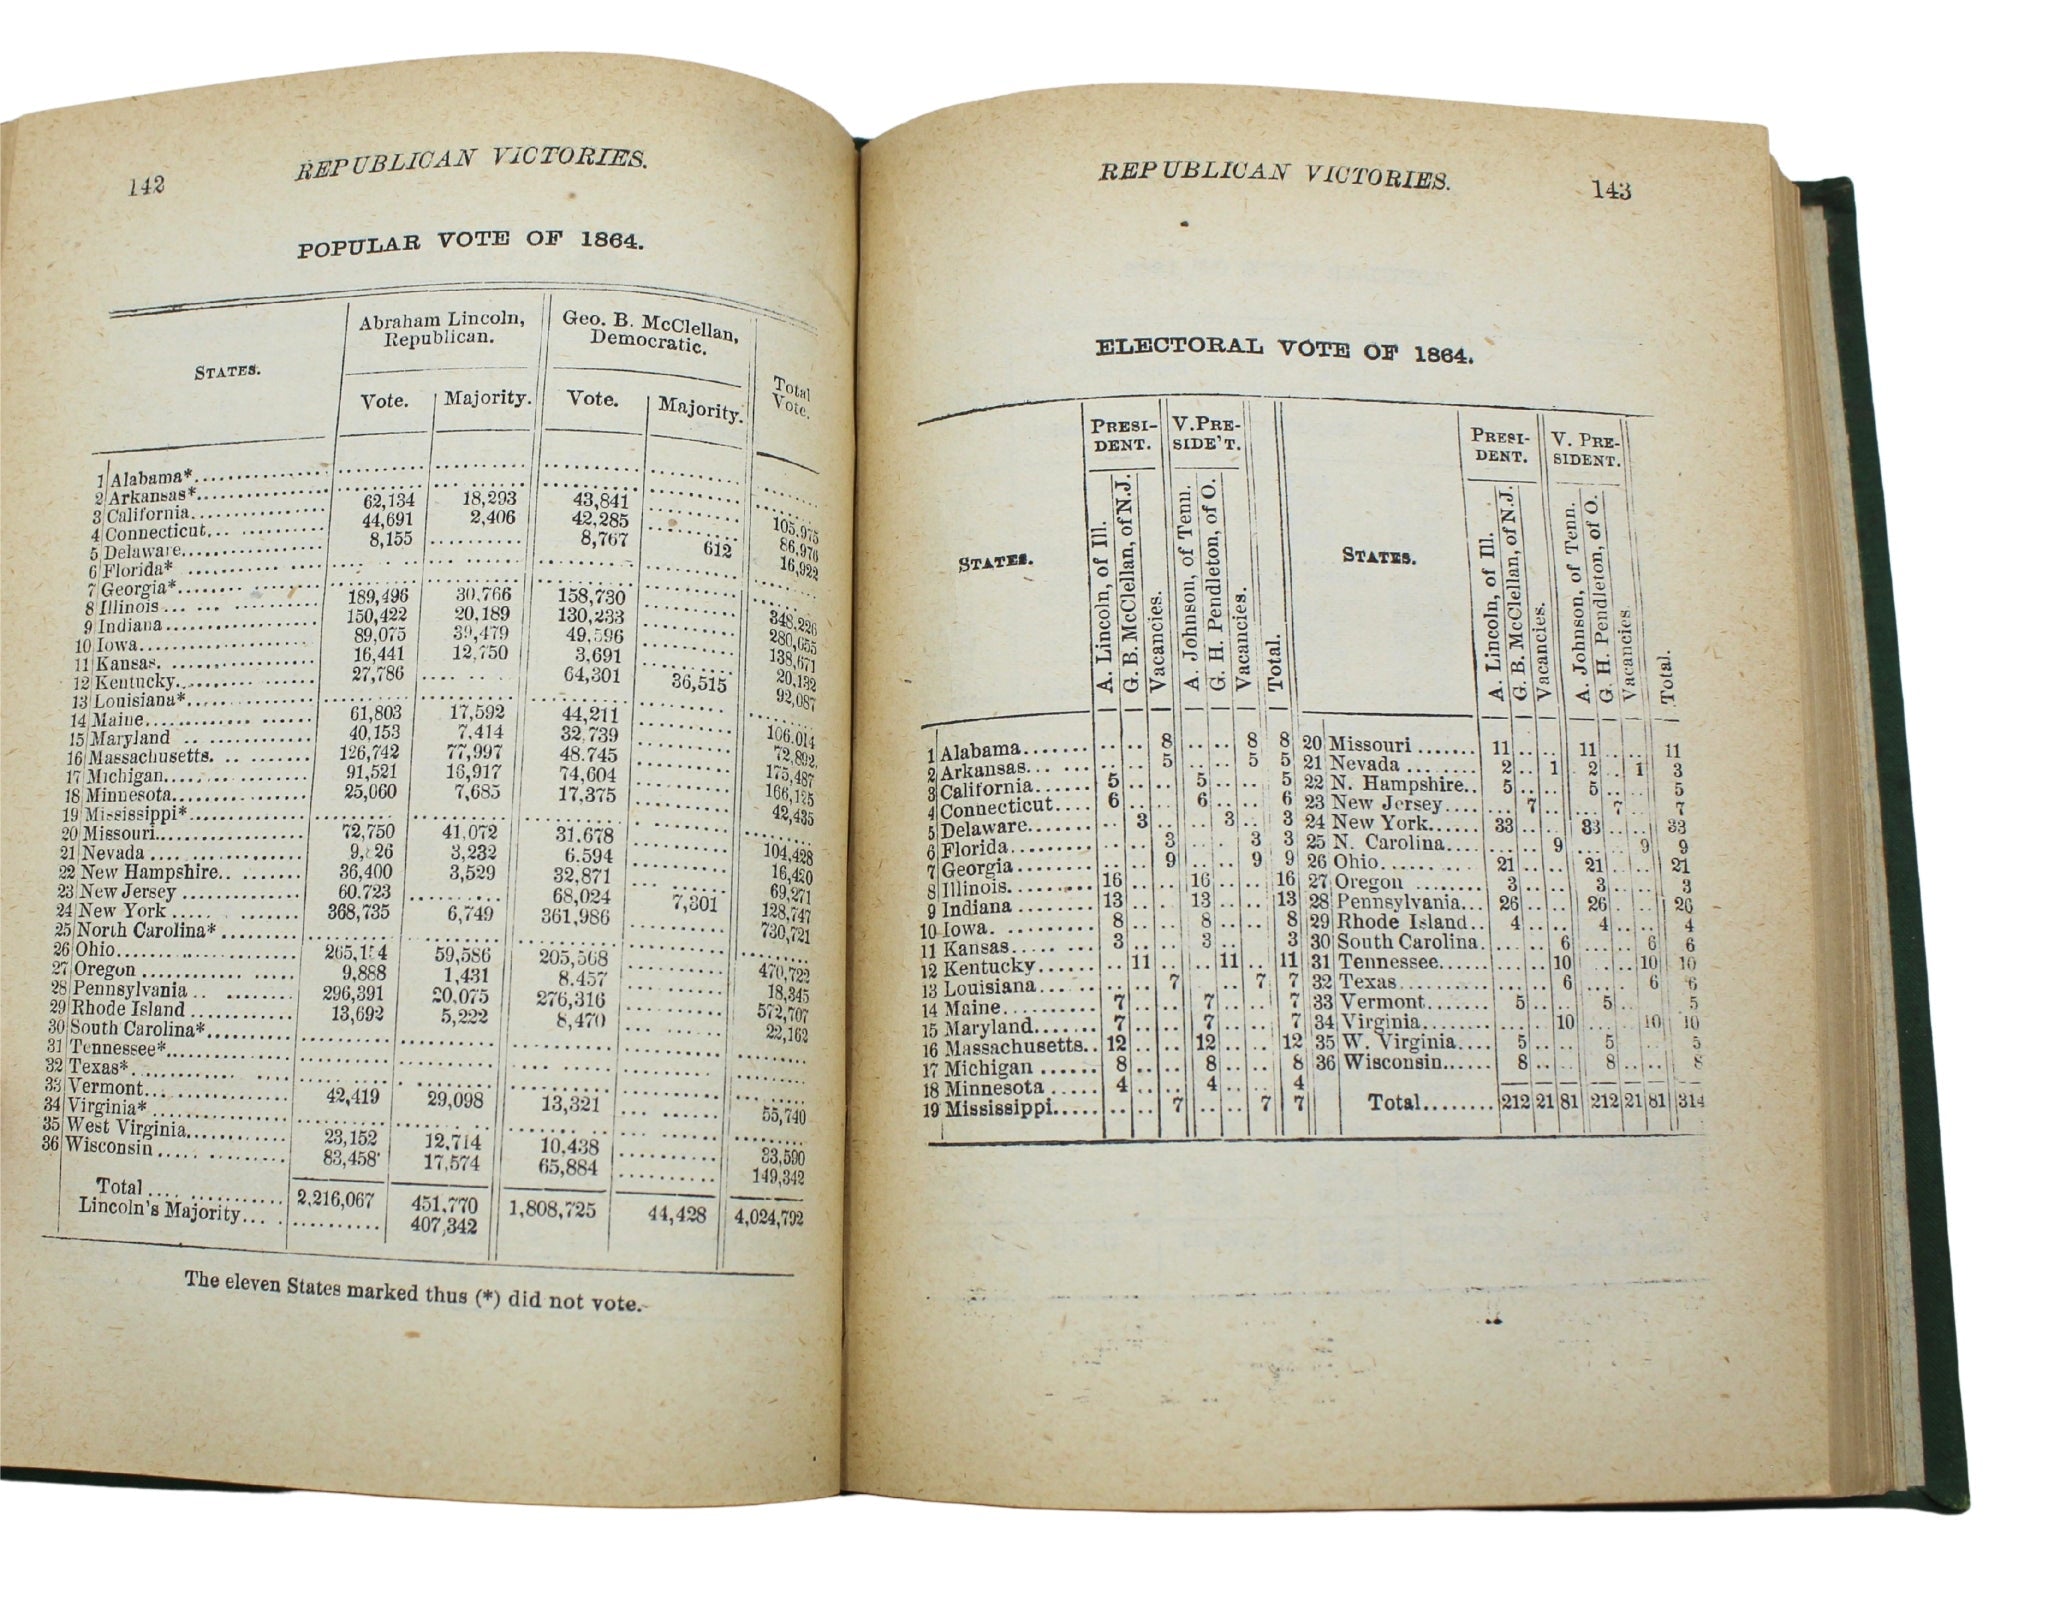 142 REPUBLICAN VICTORIES.
POPULAR VOTE OF 1864.
STATES. Abraham Lincoln, Republican. Geo. B. McClellan, Democratic. Total Vote.
Vote. Majority. Vote. Majority.
1 Alabama*
2 Arkansas*
3 California 62,134 18,293 43,841 105,975
4 Connecticut 44,691 2,406 42,285 86,976
5 Delaware 8,155 8,767 612 16,922
6 Florida*
7 Georgia*
8 Illinois 189,496 30,766 158,730 348,226
9 Indiana 150,422 20,189 130,233 280,655
10 Iowa 89,075 39,479 49,596 138,671
11 Kansas. 16,441 12,750 3,691 20,132
12 Kentucky 27,786 64,301 36,515 92,087
13 Louisiana*
14 Maine 61,803 17,592 44,211 106,014
15 Maryland 40,153 7,414 32,739 72,892
16 Massachusetts. 126,742 77,997 48,745 175,487
17 Michigan 91,521 16,917 74,604 166,125
18 Minnesota 25,060 7,685 17,375 42,435
19 Mississippi*
20 Missouri 72,750 41,072 31,678 104,428
21 Nevada 3,232 6,594 16,420
22 New Hampshire 36,400 3,529 32,871 69,271
23 New Jersey 60,723 68,024 7,301 128,747
24 New York 368,735 6,749 361,986 730,721
25 North Carolina*
26 Ohio 265,154 59,586 205,568 470,722
27 Oregon 9,888 1,431 8,457 18,345
28 Pennsylvania 296,391 20,075 276,316 572,707
29 Rhode Island 13,692 5,222 8,470 22,162
30 South Carolina*
31 Tennessee*
32 Texas*
33 Vermont 42,419 29,098 13,321 55,740
34 Virginia*
35 West Virginia 23,152 12,714 10,438 33,590
36 Wisconsin 83,458 17,574 65,884 149,342
Total 2,216,067 451,770 1,808,725 44,428 4,024,792
Lincoln's Majority 407,342
The eleven States marked thus (*) did not vote.
REPUBLICAN VICTORIES. 143
ELECTORAL VOTE OF 1864.
STATES. PRESIDENT. V. PRESIDE'T. STATES. PRESIDENT. V. PRESIDENT.
A. Lincoln, of Ill. G. B. McClellan, of N.J. Vacancies. A. Johnson, of Tenn. G. H. Pendleton, of O. Vacancies. Total. A. Lincoln, of Ill. G. B. McClellan, of N.J. Vacancies. A. Johnson, of Tenn. G. H. Pendleton, of O. Vacancies. Total.
1 Alabama 8 8 8 20 Missouri 11 11 11
2 Arkansas 5 5 5 21 Nevada 2 1 2 1 3
3 California 5 5 5 22 N. Hampshire 5 5 5
4 Connecticut 6 6 6 23 New Jersey 7 7 7
5 Delaware 3 3 3 24 New York 33 33 33
6 Florida 3 3 3 25 N. Carolina 9 9 9
7 Georgia 9 9 9 26 Ohio 21 21 21
8 Illinois 16 16 16 27 Oregon 3 3 3
9 Indiana 13 13 13 28 Pennsylvania 26 26 26
10 Iowa 8 8 8 29 Rhode Island 4 4 4
11 Kansas 3 3 3 30 South Carolina 6 6 6
12 Kentucky 11 11 11 31 Tennessee 10 10 10
13 Louisiana 7 7 7 32 Texas 6 6 6
14 Maine 7 7 7 33 Vermont 5 5 5
15 Maryland 7 7 7 34 Virginia 10 10 10
16 Massachusetts 12 12 12 35 W. Virginia 5 5 5
17 Michigan 8 8 8 36 Wisconsin 8 8 8
18 Minnesota 4 4 4
19 Mississippi 7 7 7 Total 212 21 81 212 21 81 314